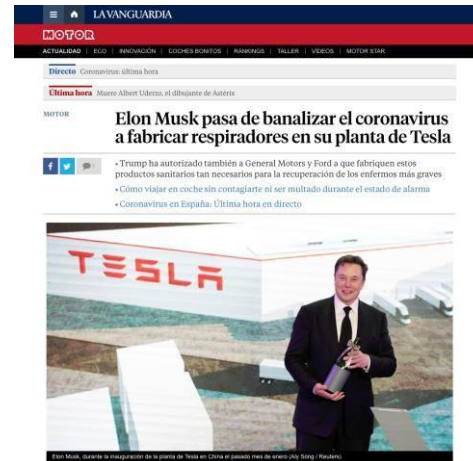 LAVANGUARDIA
MOTOR
ACTUALIDAD | ECO | INNOVACIÓN | COCHES BONITOS | RANKINGS | TALLER | VÍDEOS | MOTOR STAR
Directo Coronavirus: última hora
Última hora Muere Albert Uderzo, el dibujante de Astérix
MOTOR
Elon Musk pasa de banalizar el coronavirus
a fabricar respiradores en su planta de Tesla
• Trump ha autorizado también a General Motors y Ford a que fabriquen estos
productos sanitarios tan necesarios para la recuperación de los enfermos más graves
• Cómo viajar en coche sin contagiarte ni ser multado durante el estado de alarma
• Coronavirus en España: Última hora en directo
TESLA
Elon Musk, durante la inauguración de la planta de Tesla en China el pasado mes de enero (Aly Song / Reuters)